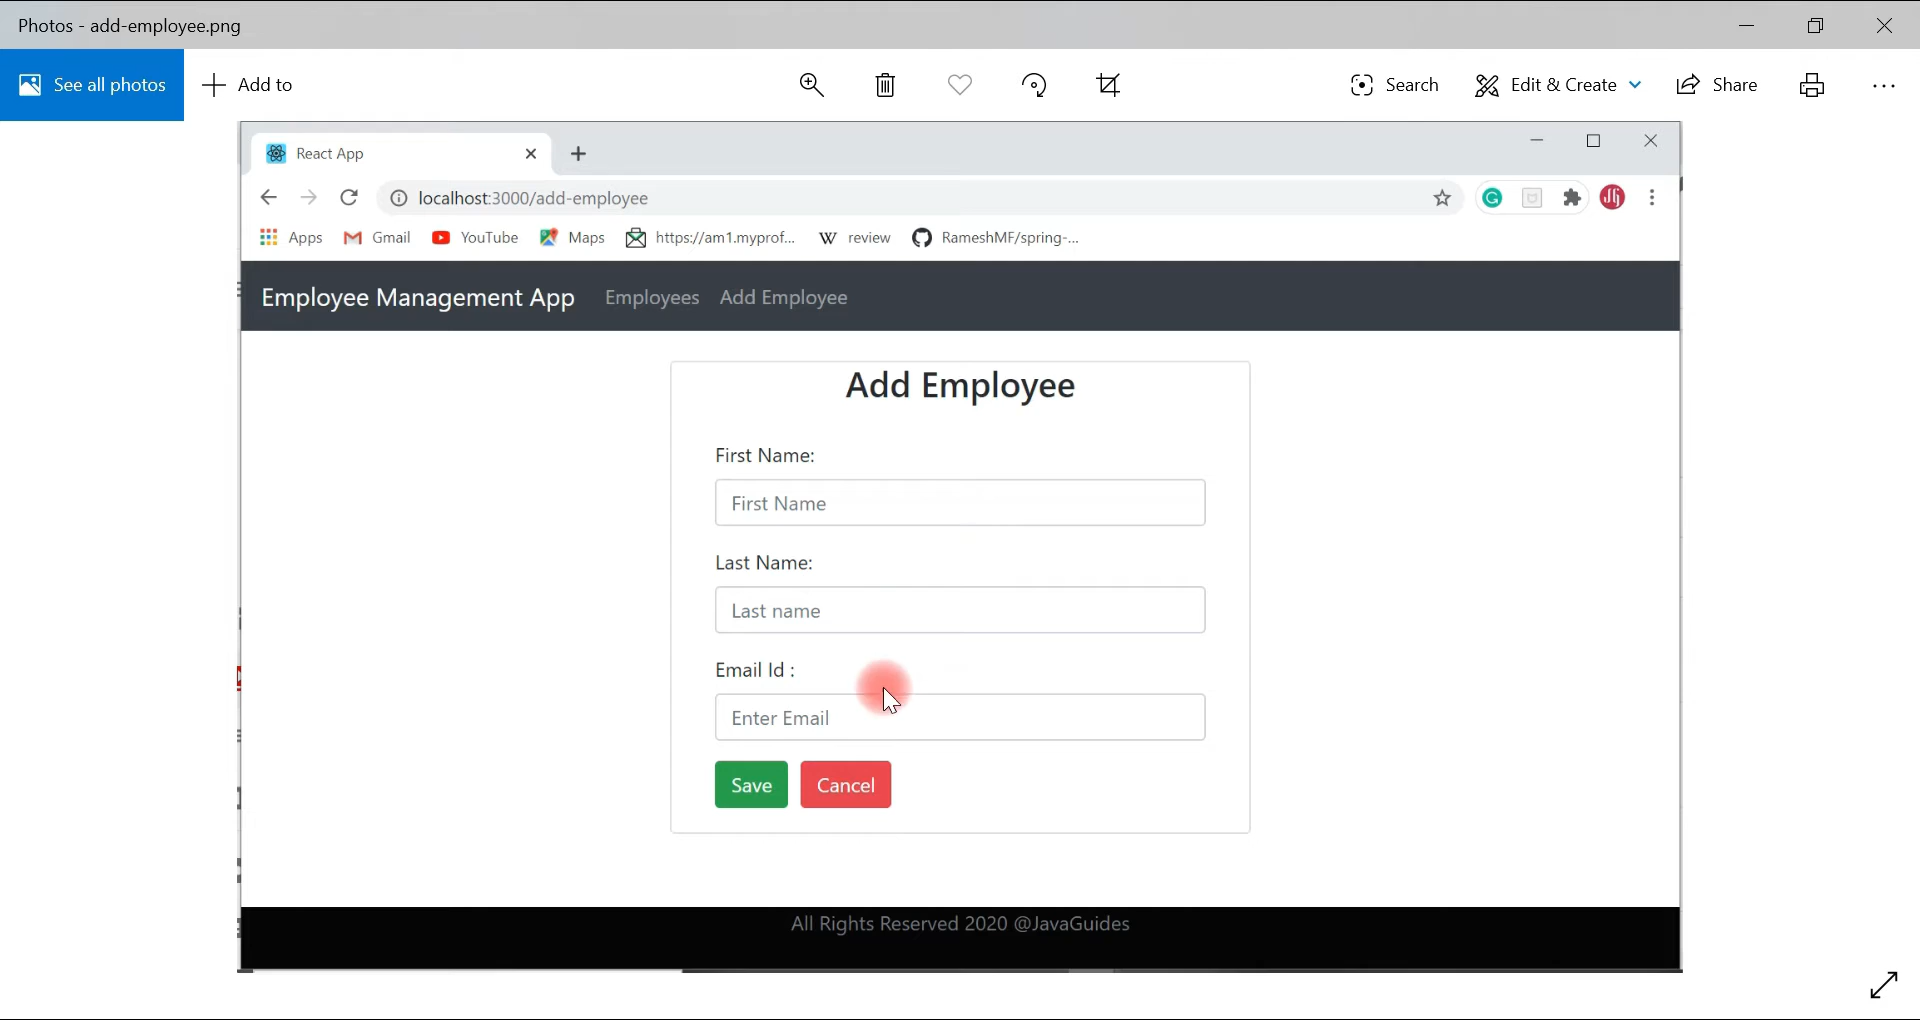 Photos - add-employee.png
See all photos
Add to
Search
Edit & Create
Share
React App
localhost:3000/add-employee
Apps
Gmail
YouTube
Maps
https://am1.myprof...
W review
RameshMF/spring-...
Employee Management App
Employees
Add Employee
Add Employee
First Name:
First Name
Last Name:
Last name
Email Id :
Enter Email
Save
Cancel
All Rights Reserved 2020 @JavaGuides